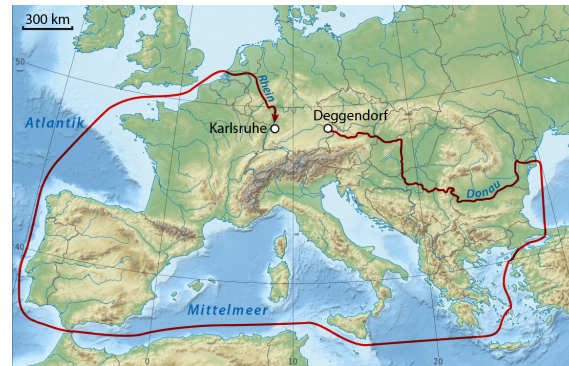 300 km
50
Rhein
Deggendorf
Karlsruhe
Atlantik
Donau
40
Mittelmeer
0
10
20